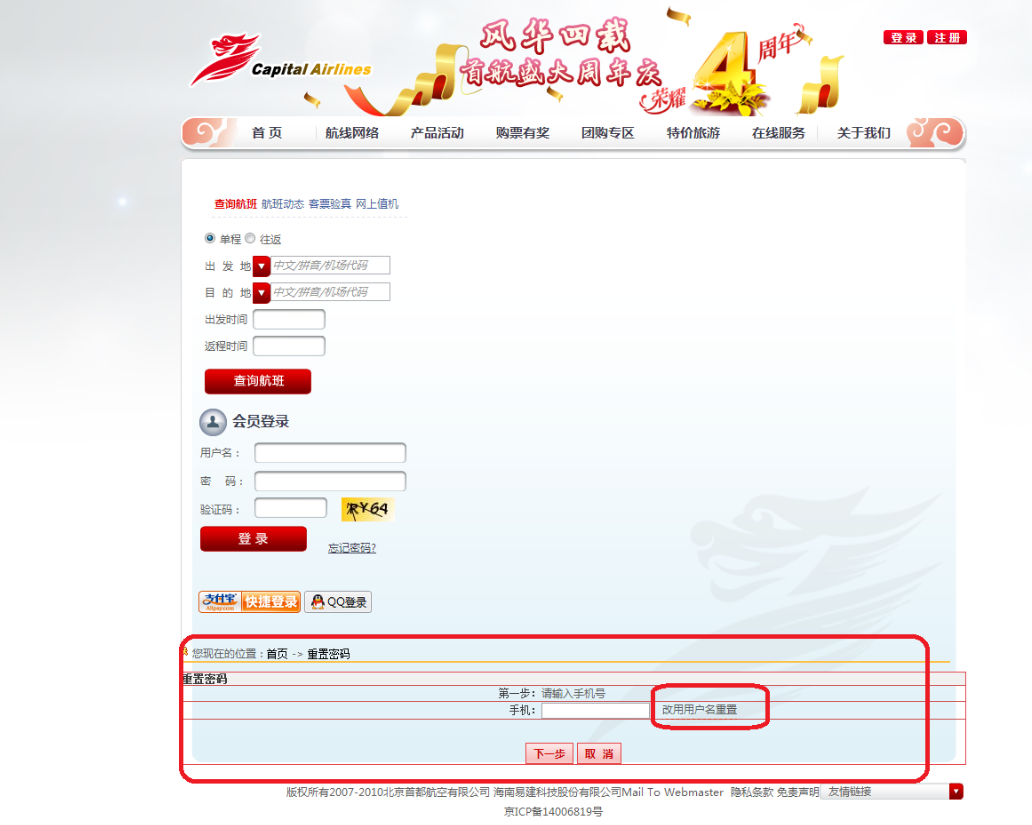 风华四载
首航盛大周年庆
荣耀
4周年
Capital Airlines
登录 注册
首页 航线网络 产品活动 购票有奖 团购专区 特价旅游 在线服务 关于我们
查询航班 航班动态 客票验真 网上值机
单程 往返
出 发 地 中文/拼音/机场代码
目 的 地 中文/拼音/机场代码
出发时间
返程时间
查询航班
会员登录
用户名：
密 码：
验证码： RY64
登 录 忘记密码?
支付宝 快捷登录 QQ登录
您现在的位置：首页 -> 重置密码
重置密码
第一步：请输入手机号
手机： 改用用户名重置
下一步 取 消
版权所有2007-2010北京首都航空有限公司 海南易建科技股份有限公司Mail To Webmaster 隐私条款 免责声明 友情链接
京ICP备14006819号